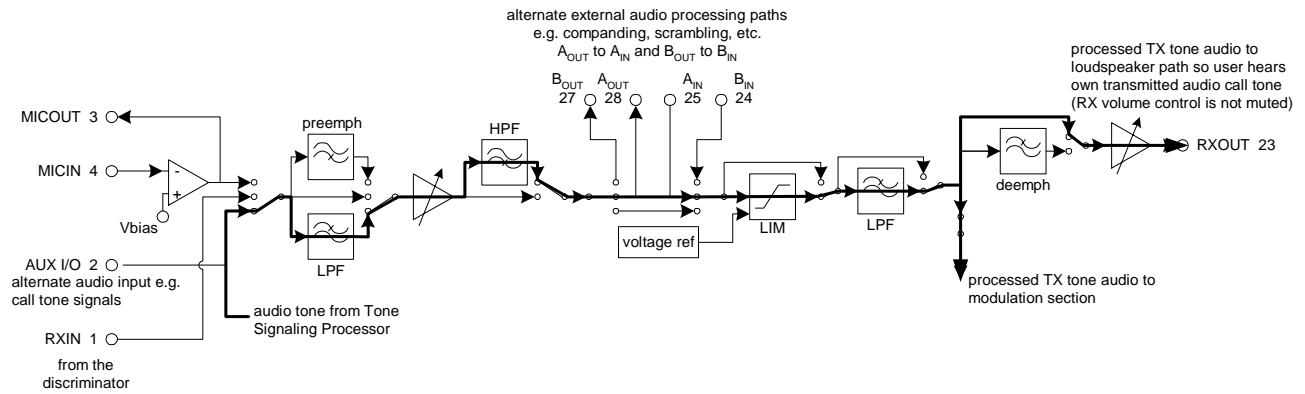 alternate external audio processing paths
e.g. companding, scrambling, etc.
AOUT to AIN and BOUT to BIN
BOUT AOUT AIN BIN
27 28 25 24
processed TX tone audio to
loudspeaker path so user hears
own transmitted audio call tone
(RX volume control is not muted)
MICOUT 3
preemph
HPF
RXOUT 23
MICIN 4
-
+
deemph
Vbias
LIM
LPF
voltage ref
AUX I/O 2
LPF
alternate audio input e.g.
call tone signals
processed TX tone audio to
modulation section
audio tone from Tone
Signaling Processor
RXIN 1
from the
discriminator